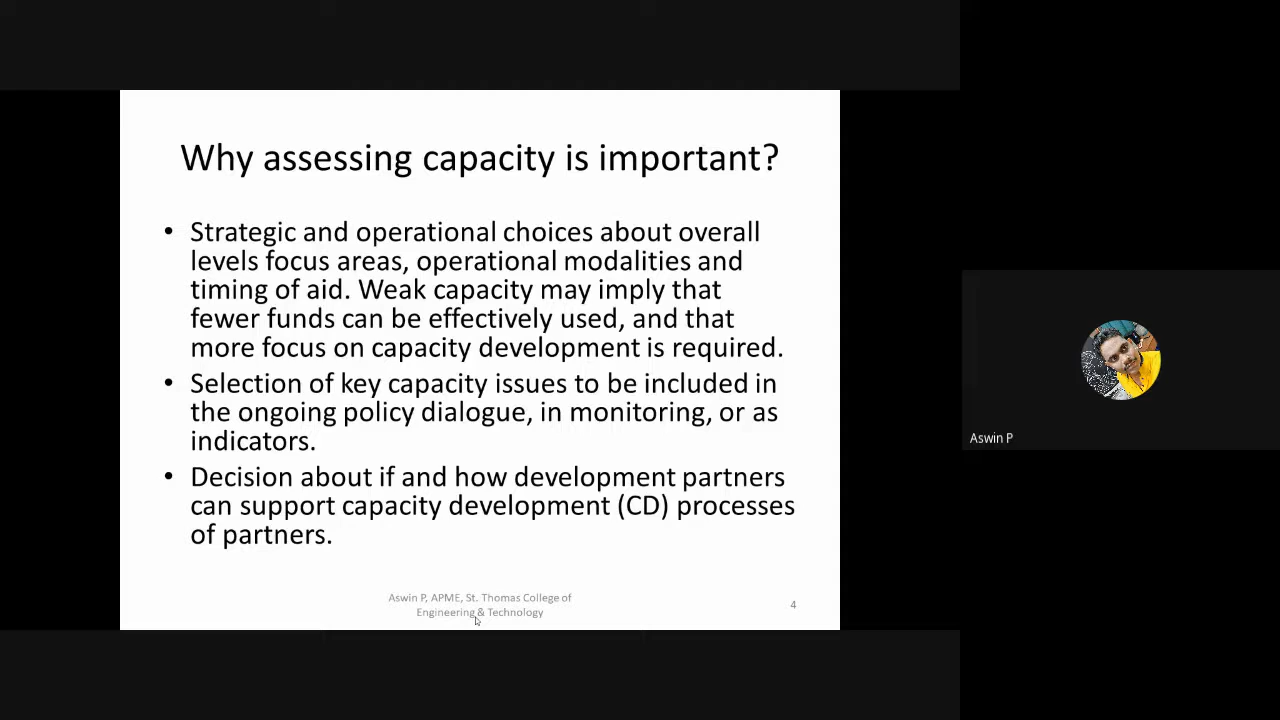 Why assessing capacity is important?
• Strategic and operational choices about overall
levels focus areas, operational modalities and
timing of aid. Weak capacity may imply that
fewer funds can be effectively used, and that
more focus on capacity development is required.
• Selection of key capacity issues to be included in
the ongoing policy dialogue, in monitoring, or as
indicators.
• Decision about if and how development partners
can support capacity development (CD) processes
of partners.
Aswin P, APME, St. Thomas College of
Engineering & Technology
4
Aswin P